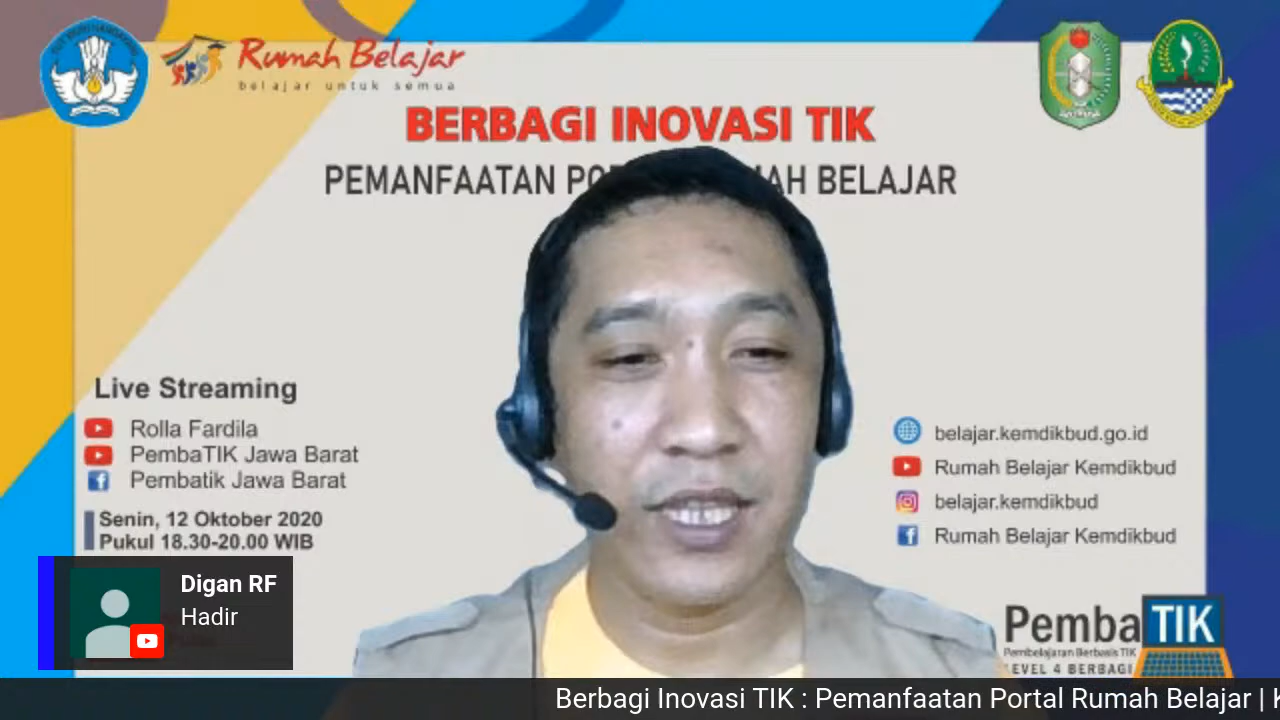 Rumah Belajar
belajar untuk semua
BERBAGI INOVASI TIK
PEMANFAATAN PO AH BELAJAR
Live Streaming
Rolla Fardila
PembaTIK Jawa Barat
Pembatik Jawa Barat
Senin, 12 Oktober 2020
Pukul 18.30-20.00 WIB
belajar.kemdikbud.go.id
Rumah Belajar Kemdikbud
belajar.kemdikbud
Rumah Belajar Kemdikbud
Digan RF
Hadir
PembaTIK
Pembelajaran Berbasis TIK
EVEL 4 BERBAGI
Berbagi Inovasi TIK : Pemanfaatan Portal Rumah Belajar | K